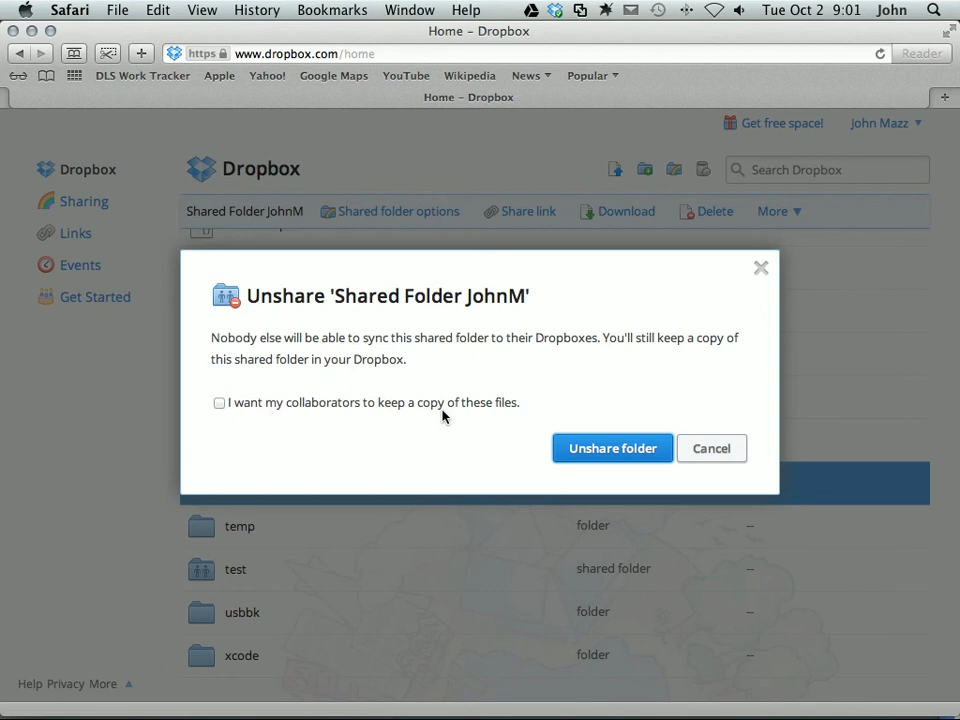 Safari File Edit View History Bookmarks Window Help Tue Oct 2 9:01 John
Home – Dropbox
https www.dropbox.com/home Reader
DLS Work Tracker Apple Yahoo! Google Maps YouTube Wikipedia News ▼ Popular ▼
Home – Dropbox
Get free space! John Mazz ▼
Dropbox
Sharing
Links
Events
Get Started
Dropbox
Search Dropbox
Shared Folder JohnM Shared folder options Share link Download Delete More ▼
Unshare 'Shared Folder JohnM'
Nobody else will be able to sync this shared folder to their Dropboxes. You'll still keep a copy of
this shared folder in your Dropbox.
I want my collaborators to keep a copy of these files.
Unshare folder Cancel
temp folder --
test shared folder --
usbbk folder --
xcode folder --
Help Privacy More ▲